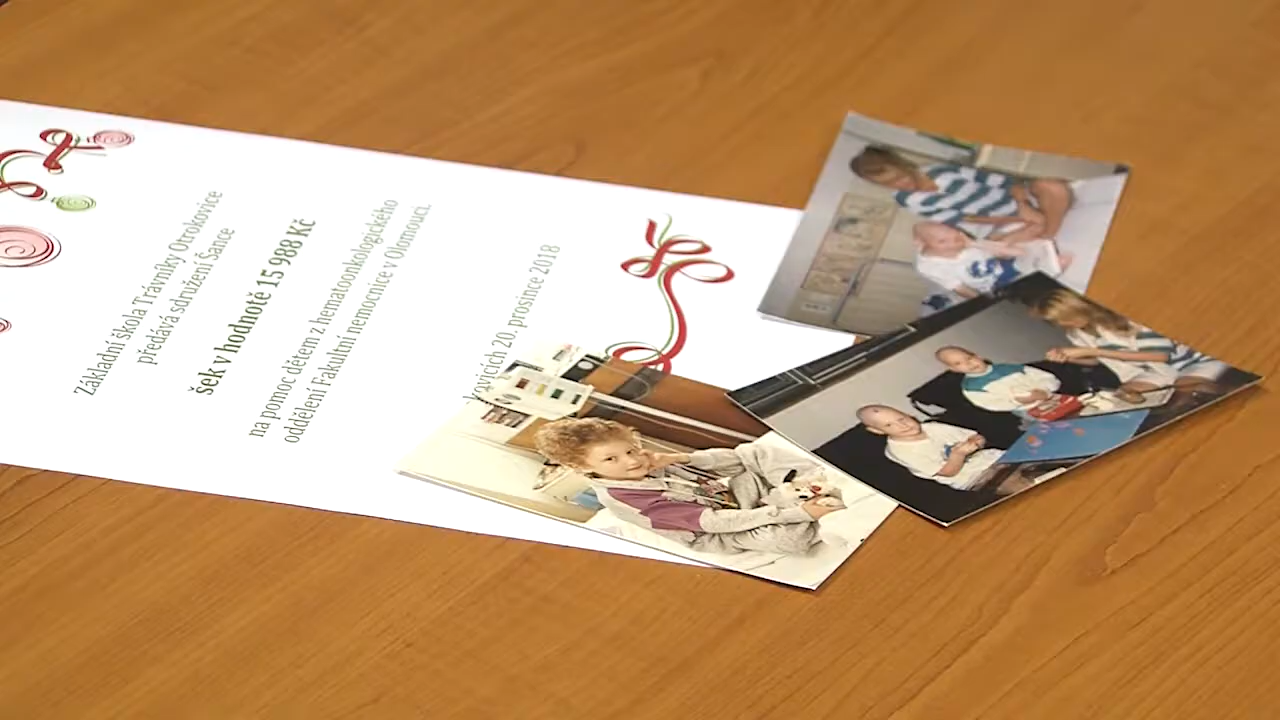 Základní škola Trávníky Otrokovice
předává sdružení Šance
šek v hodnotě 15 988 Kč
na pomoc dětem z hematoonkologického
oddělení Fakultní nemocnice v Olomouci.
kovicích 20. prosince 2018